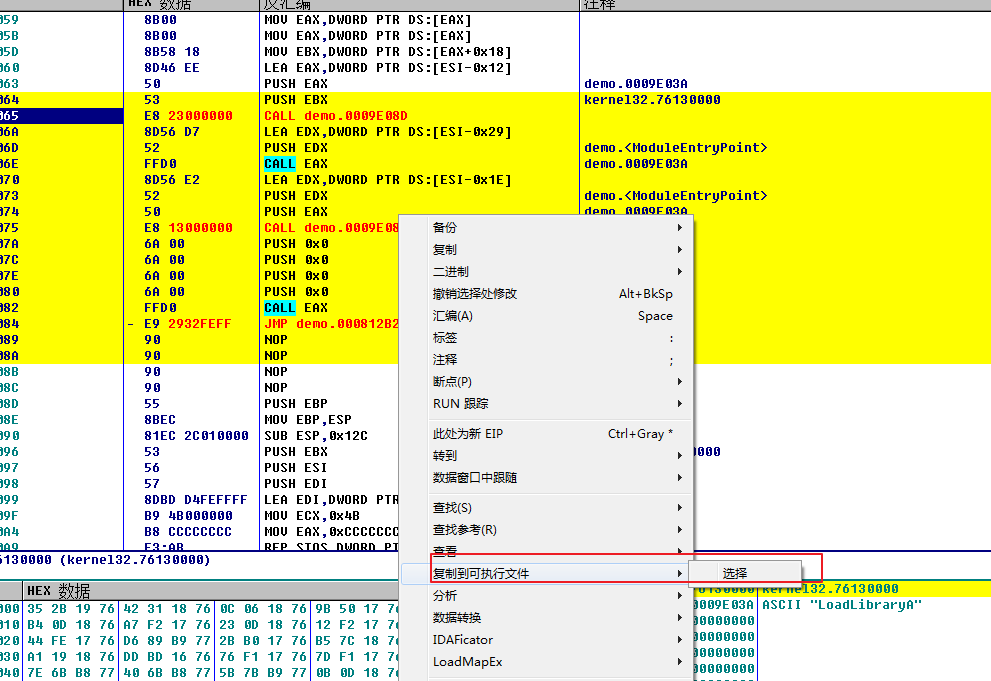 HEX 数据 反汇编 注释
059 8B00 MOV EAX,DWORD PTR DS:[EAX]
05B 8B00 MOV EAX,DWORD PTR DS:[EAX]
05D 8B58 18 MOV EBX,DWORD PTR DS:[EAX+0x18]
060 8D46 EE LEA EAX,DWORD PTR DS:[ESI-0x12]
063 50 PUSH EAX demo.0009E03A
064 53 PUSH EBX kernel32.76130000
065 E8 23000000 CALL demo.0009E08D
06A 8D56 D7 LEA EDX,DWORD PTR DS:[ESI-0x29]
06D 52 PUSH EDX demo.<ModuleEntryPoint>
06E FFD0 CALL EAX demo.0009E03A
070 8D56 E2 LEA EDX,DWORD PTR DS:[ESI-0x1E]
073 52 PUSH EDX demo.<ModuleEntryPoint>
074 50 PUSH EAX demo.0009E03A
075 E8 13000000 CALL demo.0009E08
07A 6A 00 PUSH 0x0
07C 6A 00 PUSH 0x0
07E 6A 00 PUSH 0x0
080 6A 00 PUSH 0x0
082 FFD0 CALL EAX
084 - E9 2932FEFF JMP demo.000812B2
089 90 NOP
08A 90 NOP
08B 90 NOP
08C 90 NOP
08D 55 PUSH EBP
08E 8BEC MOV EBP,ESP
090 81EC 2C010000 SUB ESP,0x12C
096 53 PUSH EBX 0000
097 56 PUSH ESI
098 57 PUSH EDI
099 8DBD D4FEFFFF LEA EDI,DWORD PTR
09F B9 4B000000 MOV ECX,0x4B
0A4 B8 CCCCCCCC MOV EAX,0xCCCCCCC
0A9 F3:AB REP STOS DWORD PT
备份
复制
二进制
撤销选择处修改 Alt+BkSp
汇编(A) Space
标签 :
注释 ;
断点(P)
RUN 跟踪
此处为新 EIP Ctrl+Gray *
转到
数据窗口中跟随
查找(S)
查找参考(R)
查看
复制到可执行文件 选择
分析
数据转换
IDAFicator
LoadMapEx
6130000 (kernel32.76130000)
HEX 数据
000 35 2B 19 76 42 31 18 76 0C 06 18 76 9B 50 17 76
010 B4 0D 18 76 A7 F2 17 76 23 0D 18 76 12 F2 17 76
020 44 FE 17 76 D6 89 B9 77 2B B0 17 76 B5 7C 18 76
030 A1 19 18 76 DD BD 16 76 76 F1 17 76 7D F1 17 76
040 7E 6B B8 77 40 6B B8 77 5B 7B B9 77 0B 0D 18 76
76130000 kernel32.76130000
0009E03A ASCII "LoadLibraryA"
00000000
00000000
00000000
00000000